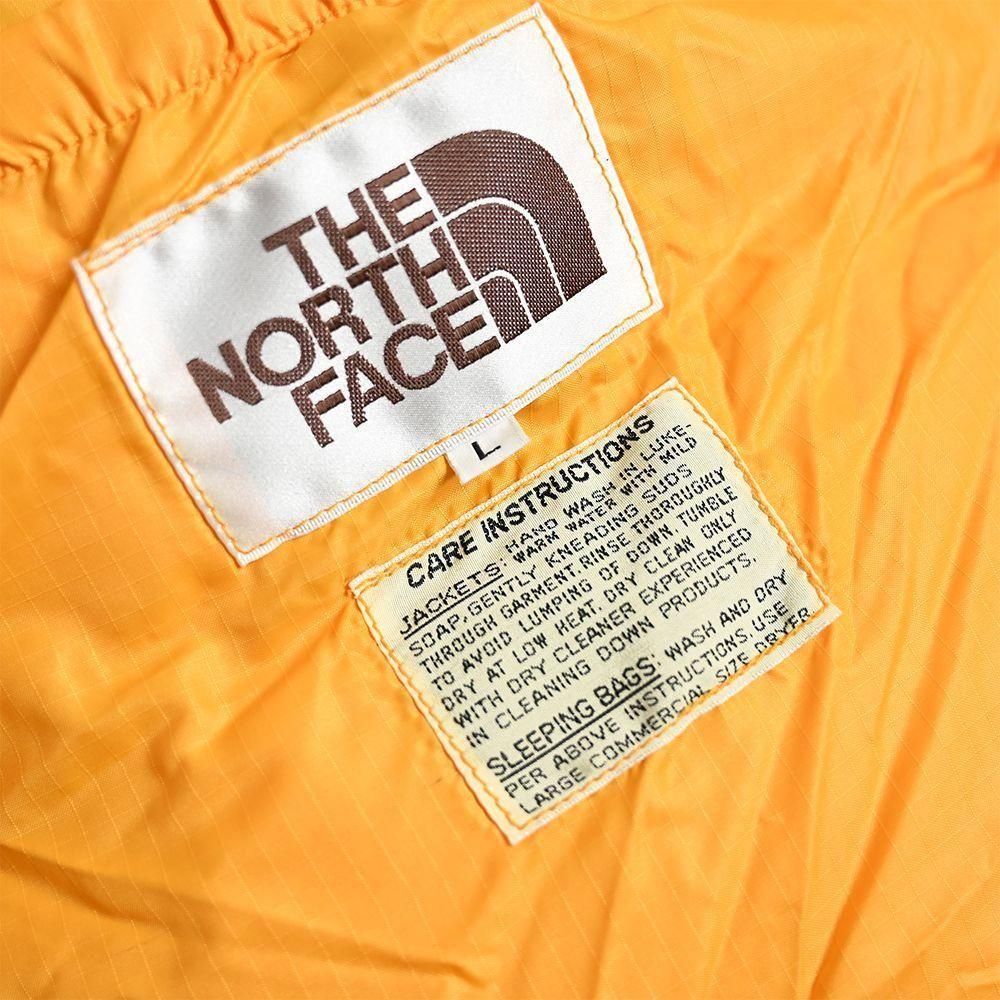 THE
NORTH
FACE
L
CARE INSTRUCTIONS
JACKETS: HAND WASH IN LUKE-
WARM WATER WITH MILD
SOAP, GENTLY KNEADING SUDS
THROUGH GARMENT RINSE THOROUGHLY
TO AVOID LUMPING OF DOWN, TUMBLE
DRY AT LOW HEAT. DRY CLEAN ONLY
WITH DRY CLEANER EXPERIENCED
IN CLEANING DOWN PRODUCTS.
SLEEPING BAGS: WASH AND DRY
PER ABOVE INSTRUCTIONS. USE
LARGE COMMERCIAL SIZE DRYER.